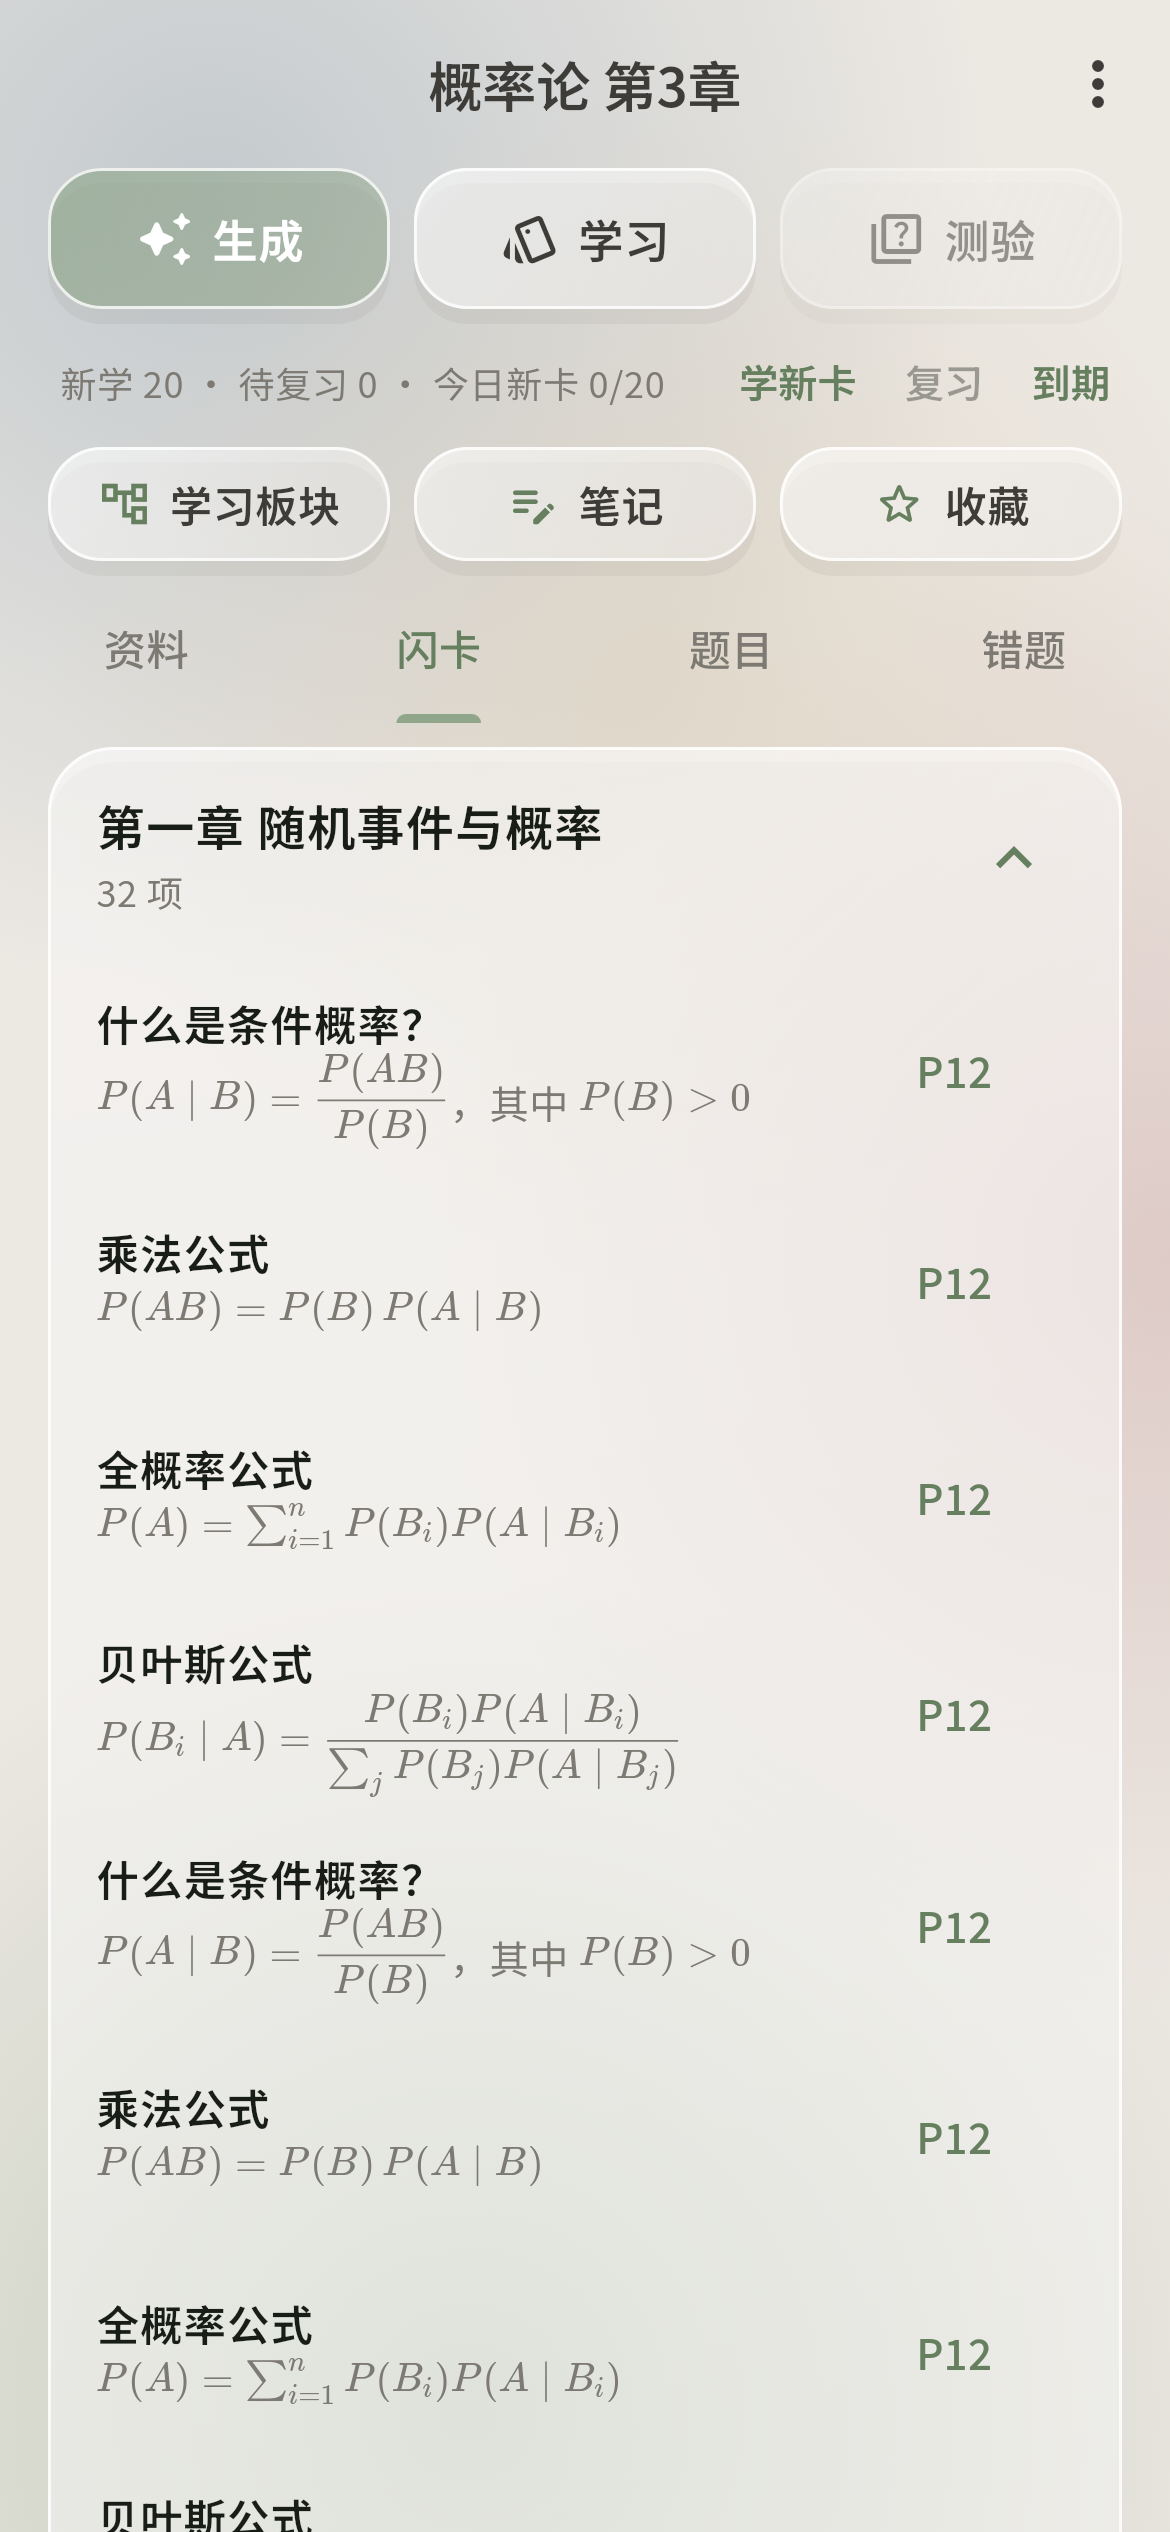 概率论 第3章
生成
学习
测验
新学 20 · 待复习 0 · 今日新卡 0/20
学新卡 复习 到期
学习板块
笔记
收藏
资料 闪卡 题目 错题
第一章 随机事件与概率
32 项
什么是条件概率?
P(A | B) = P(AB)/P(B)，其中 P(B) > 0
P12
乘法公式
P(AB) = P(B) P(A | B)
P12
全概率公式
P(A) = ∑_{i=1}^{n} P(B_i)P(A | B_i)
P12
贝叶斯公式
P(B_i | A) = P(B_i)P(A | B_i)/∑_j P(B_j)P(A | B_j)
P12
什么是条件概率?
P(A | B) = P(AB)/P(B)，其中 P(B) > 0
P12
乘法公式
P(AB) = P(B) P(A | B)
P12
全概率公式
P(A) = ∑_{i=1}^{n} P(B_i)P(A | B_i)
P12
贝叶斯公式